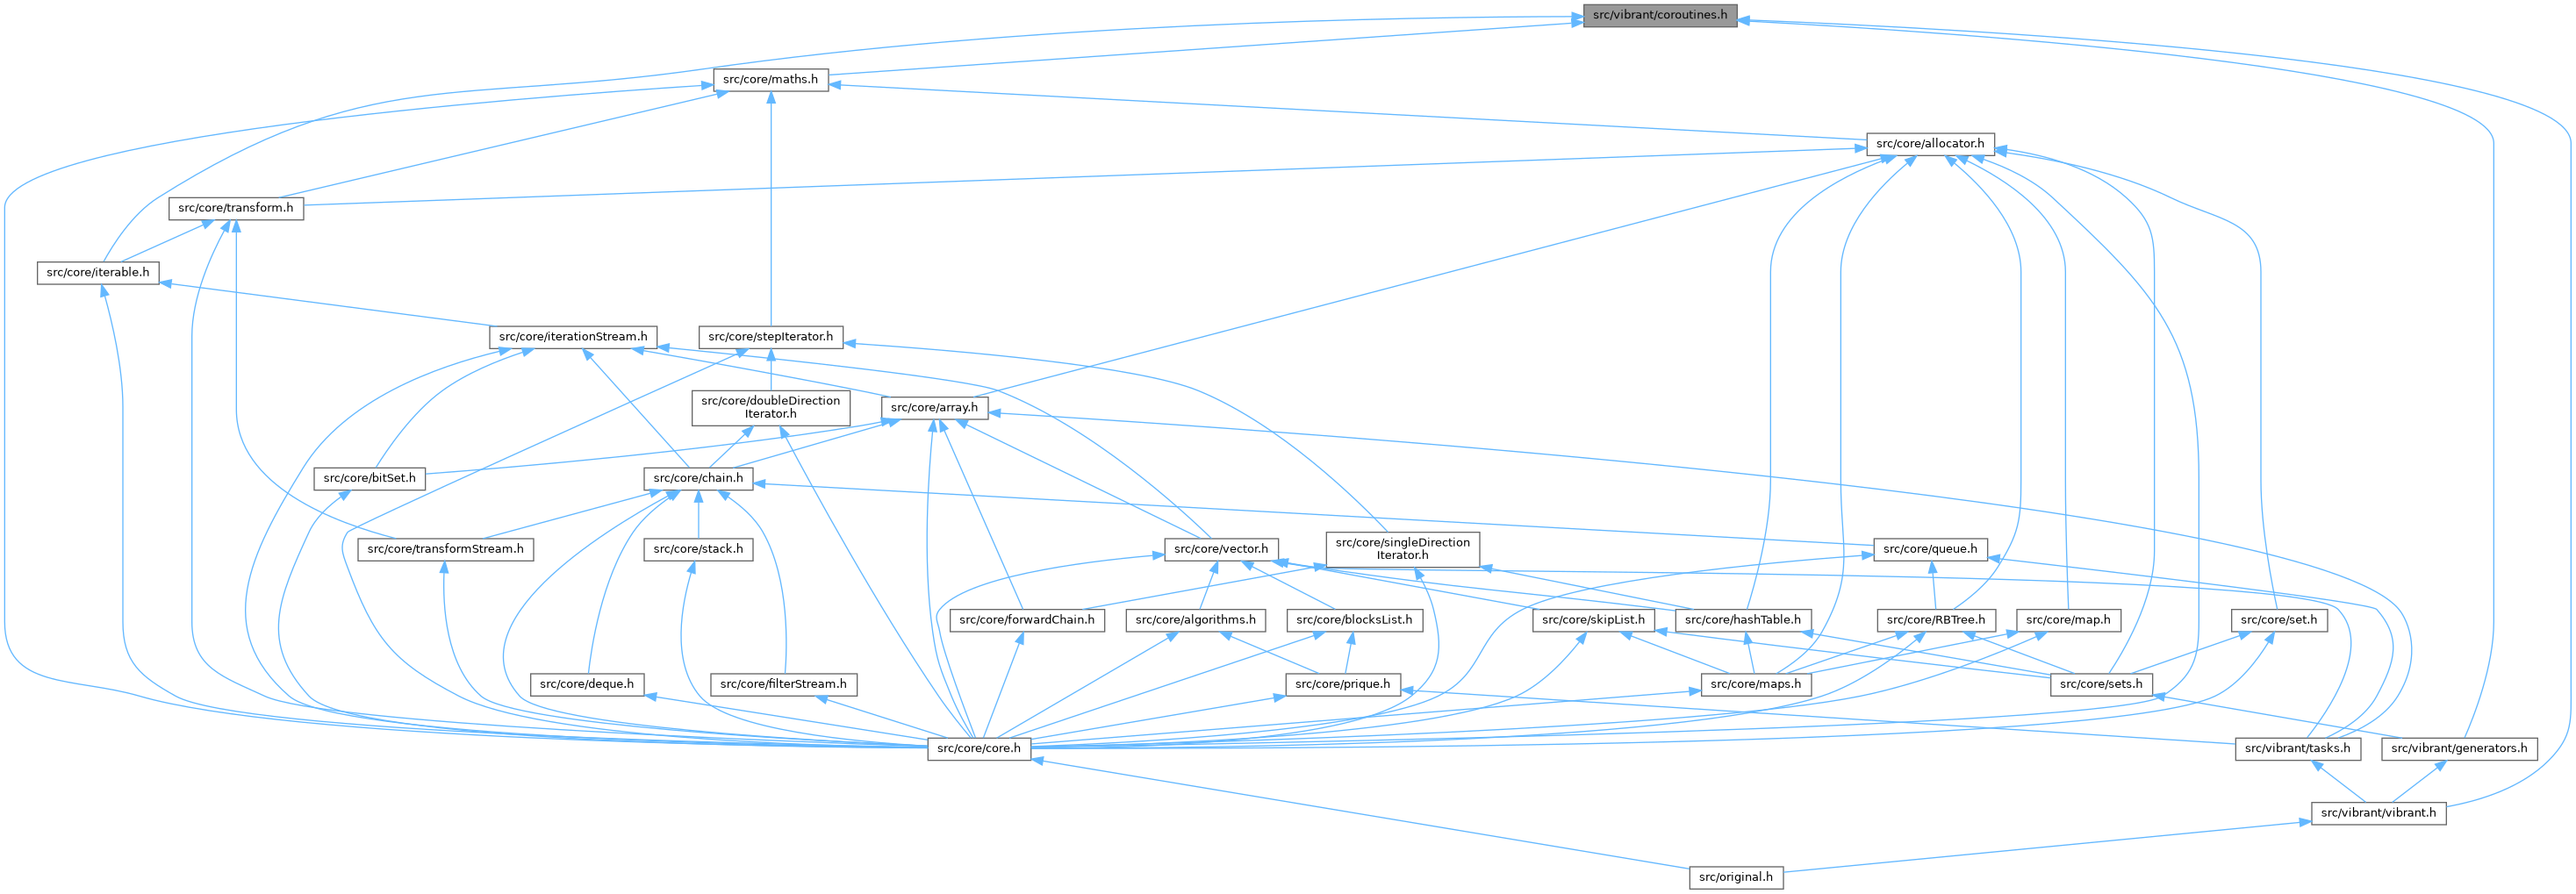 src/vibrant/coroutines.h
src/core/maths.h
src/core/allocator.h
src/core/transform.h
src/core/iterable.h
src/core/iterationStream.h
src/core/stepIterator.h
src/core/doubleDirection
Iterator.h
src/core/array.h
src/core/bitSet.h
src/core/chain.h
src/core/transformStream.h
src/core/stack.h
src/core/vector.h
src/core/singleDirection
Iterator.h
src/core/queue.h
src/core/forwardChain.h
src/core/algorithms.h
src/core/blocksList.h
src/core/skipList.h
src/core/hashTable.h
src/core/RBTree.h
src/core/map.h
src/core/set.h
src/core/deque.h
src/core/filterStream.h
src/core/prique.h
src/core/maps.h
src/core/sets.h
src/core/core.h
src/vibrant/tasks.h
src/vibrant/generators.h
src/vibrant/vibrant.h
src/original.h